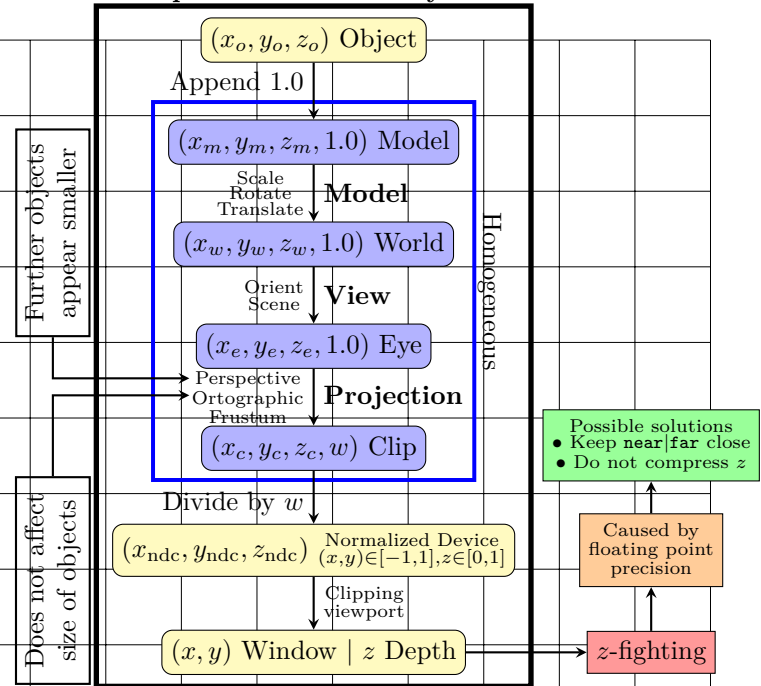 (x_o, y_o, z_o) Object
Append 1.0
(x_m, y_m, z_m, 1.0) Model
Scale
Rotate
Translate
Model
(x_w, y_w, z_w, 1.0) World
Orient
Scene
View
(x_e, y_e, z_e, 1.0) Eye
Perspective
Ortographic
Frustum
Projection
(x_c, y_c, z_c, w) Clip
Homogeneous
Divide by w
(x_ndc, y_ndc, z_ndc) Normalized Device
(x,y)∈[−1,1],z∈[0,1]
Clipping
viewport
(x, y) Window | z Depth
Further objects
appear smaller
Does not affect
size of objects
Possible solutions
• Keep near|far close
• Do not compress z
Caused by
floating point
precision
z-fighting